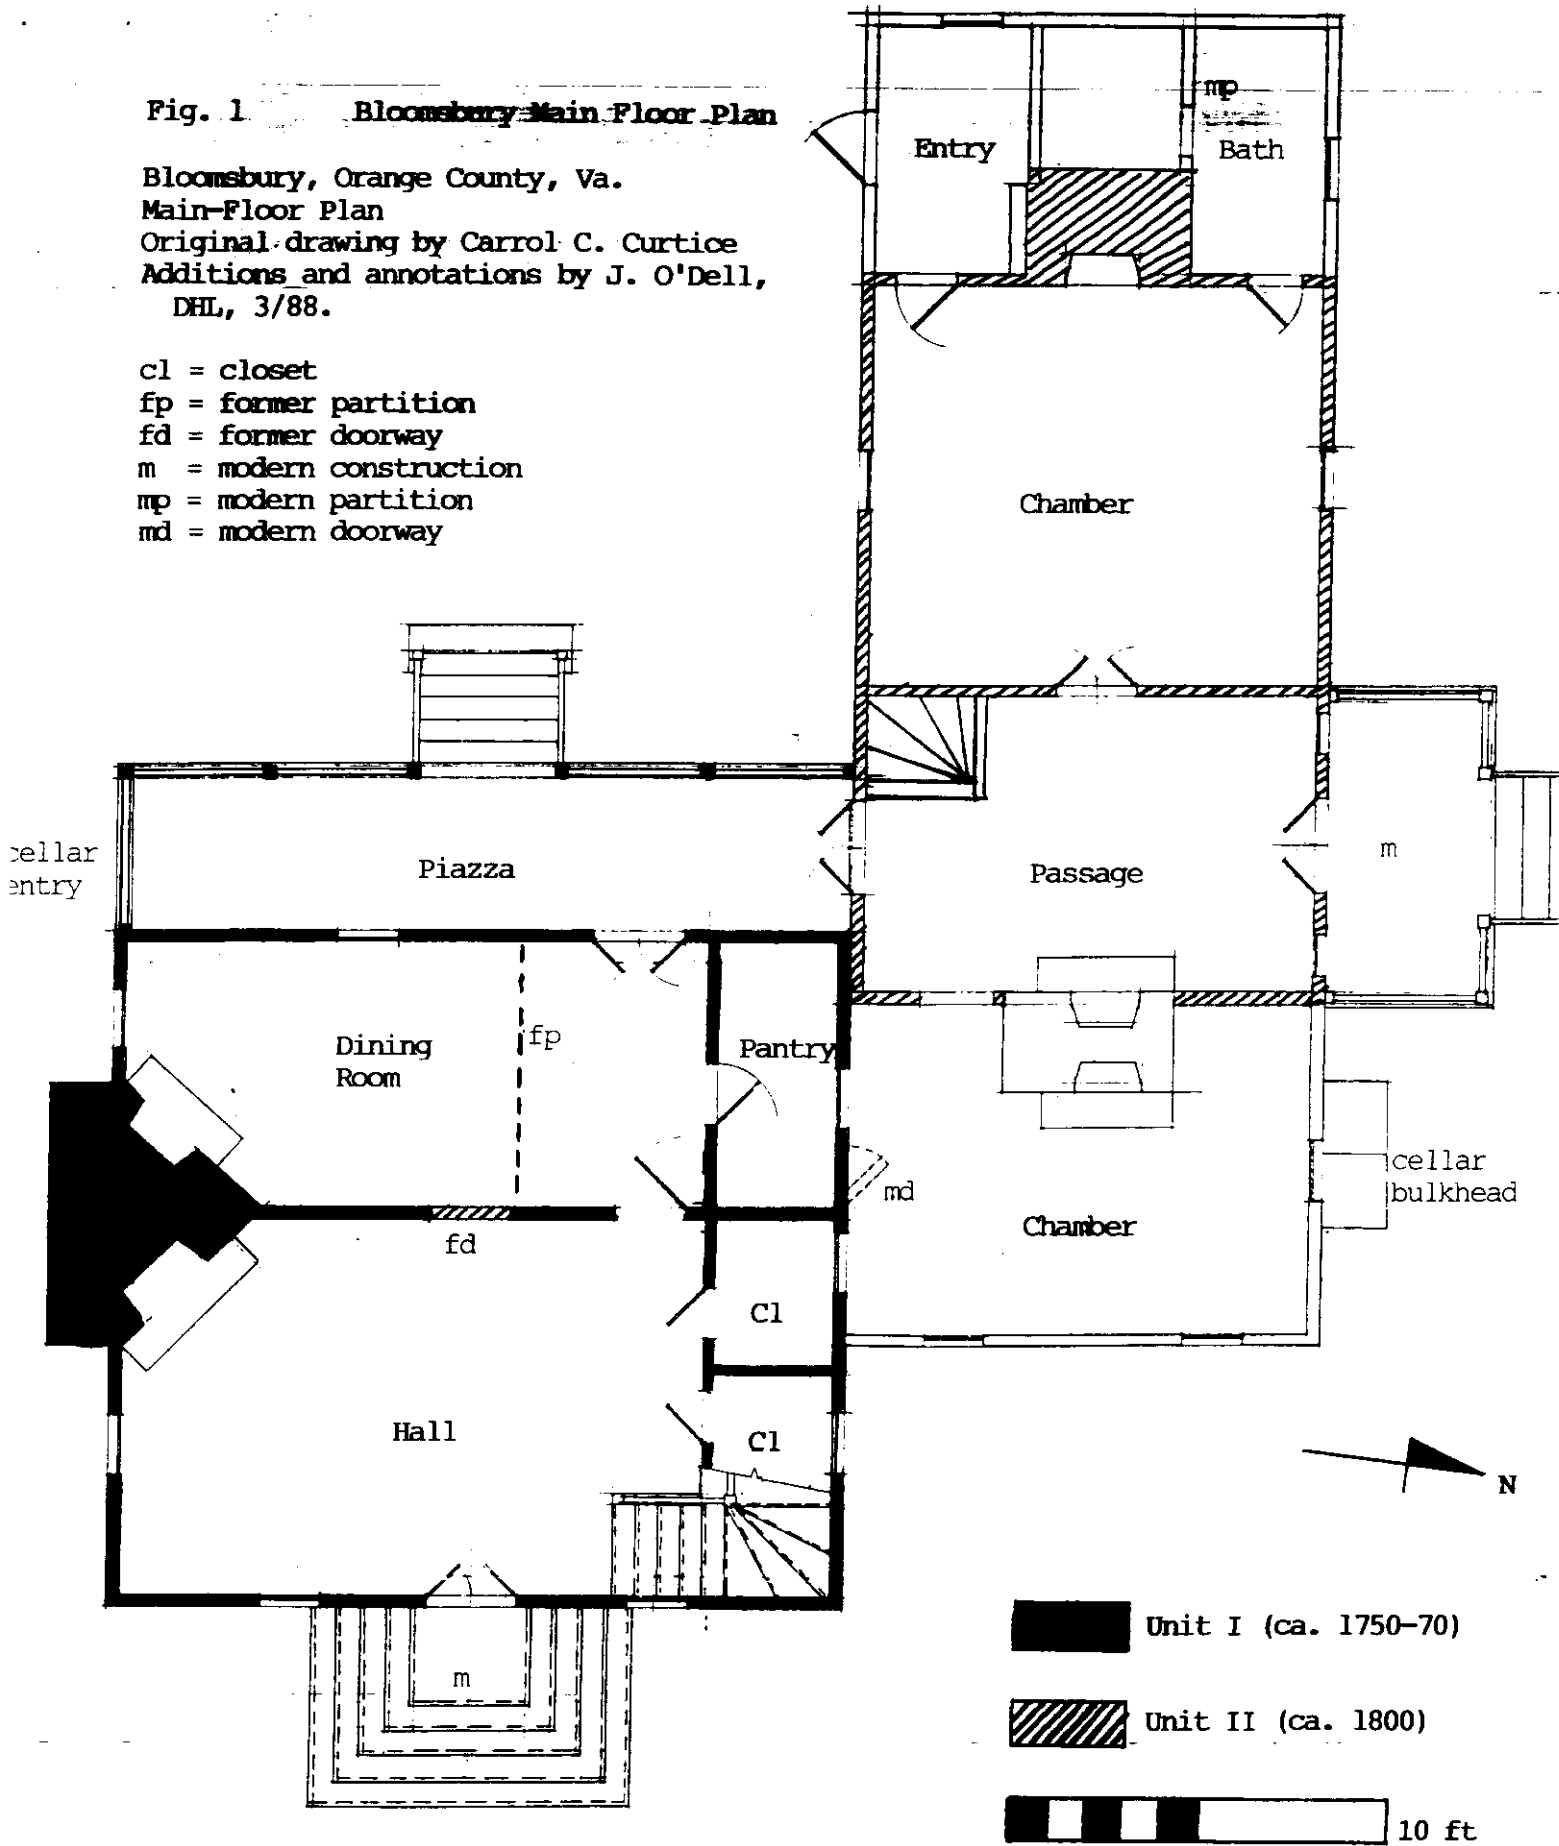 Fig. 1 Bloomsbury Main Floor Plan
Bloomsbury, Orange County, Va.
Main-Floor Plan
Original drawing by Carrol C. Curtice
Additions and annotations by J. O'Dell,
DHL, 3/88.
cl = closet
fp = former partition
fd = former doorway
m = modern construction
mp = modern partition
md = modern doorway
mp
Entry
Bath
Chamber
cellar
entry
Piazza
Passage
m
Dining
Room
fp
Pantry
md
cellar
bulkhead
Chamber
fd
Cl
Hall
Cl
N
m
Unit I (ca. 1750-70)
Unit II (ca. 1800)
10 ft